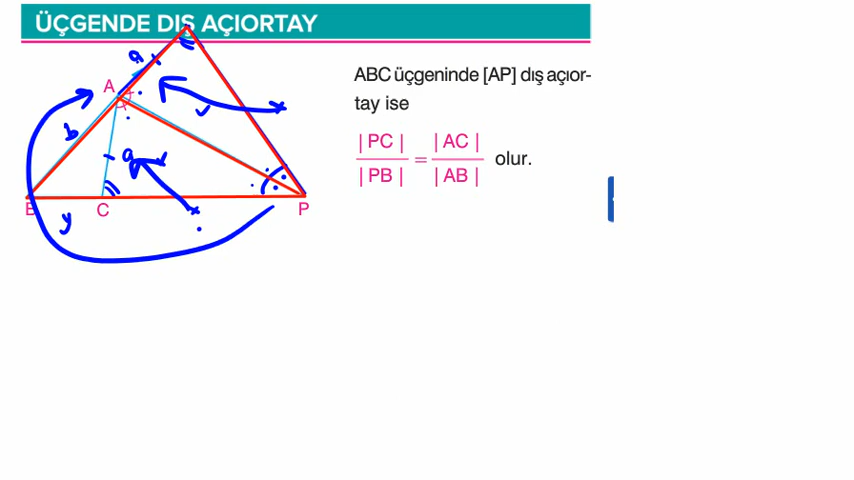 ÜÇGENDE DIŞ AÇIORTAY
ABC üçgeninde [AP] dış açıor-
tay ise
|PC| / |PB| = |AC| / |AB| olur.
A
a
b
a
B
C
P
y